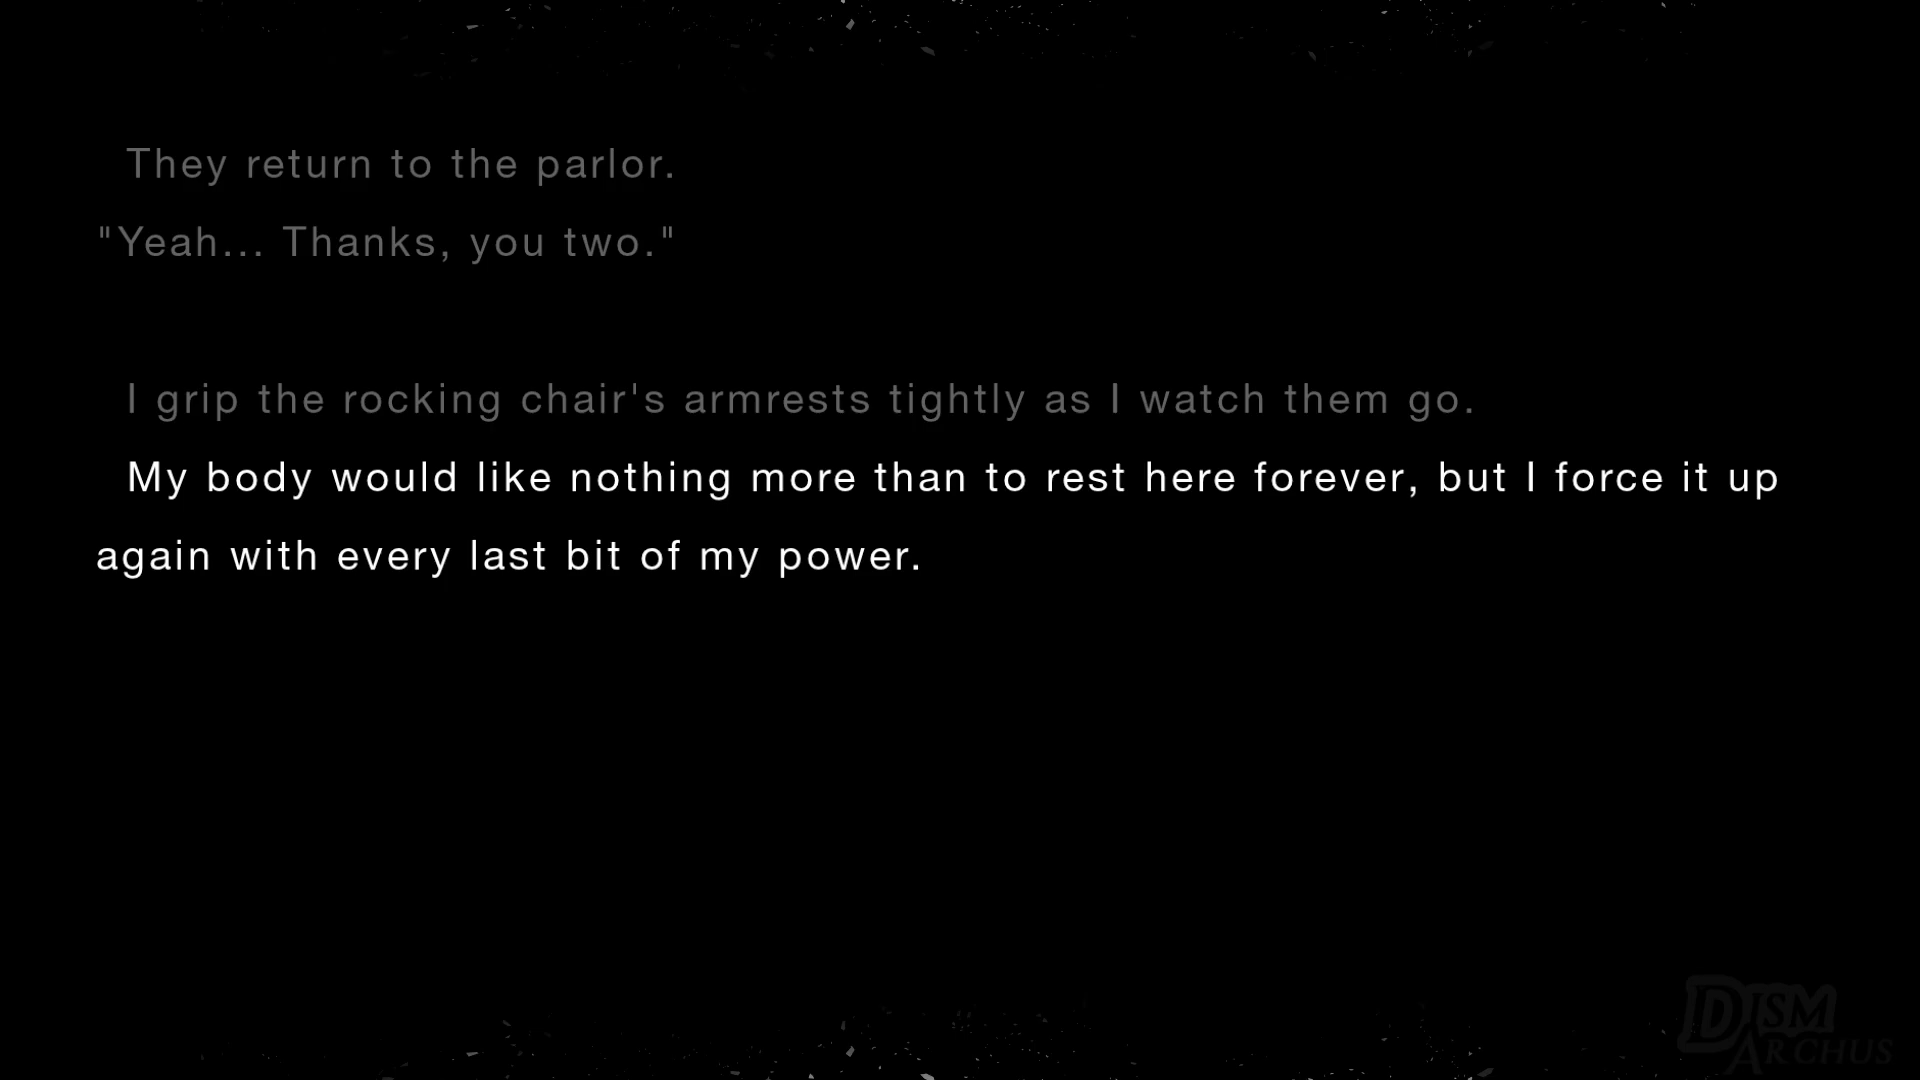 They return to the parlor.
"Yeah... Thanks, you two."
I grip the rocking chair's armrests tightly as I watch them go.
My body would like nothing more than to rest here forever, but I force it up
again with every last bit of my power.
DISM
ARCHUS